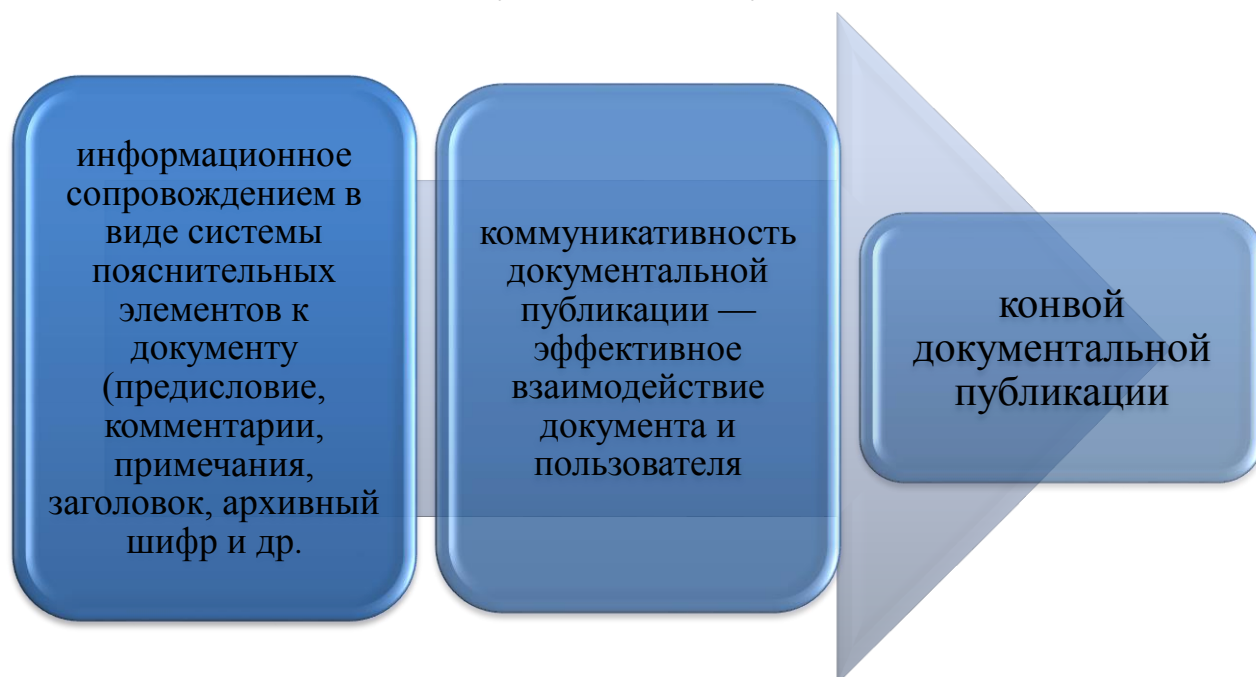 информационное
сопровождением в
виде системы
пояснительных
элементов к
документу
(предисловие,
комментарии,
примечания,
заголовок, архивный
шифр и др.
коммуникативность
документальной
публикации —
эффективное
взаимодействие
документа и
пользователя
конвой
документальной
публикации